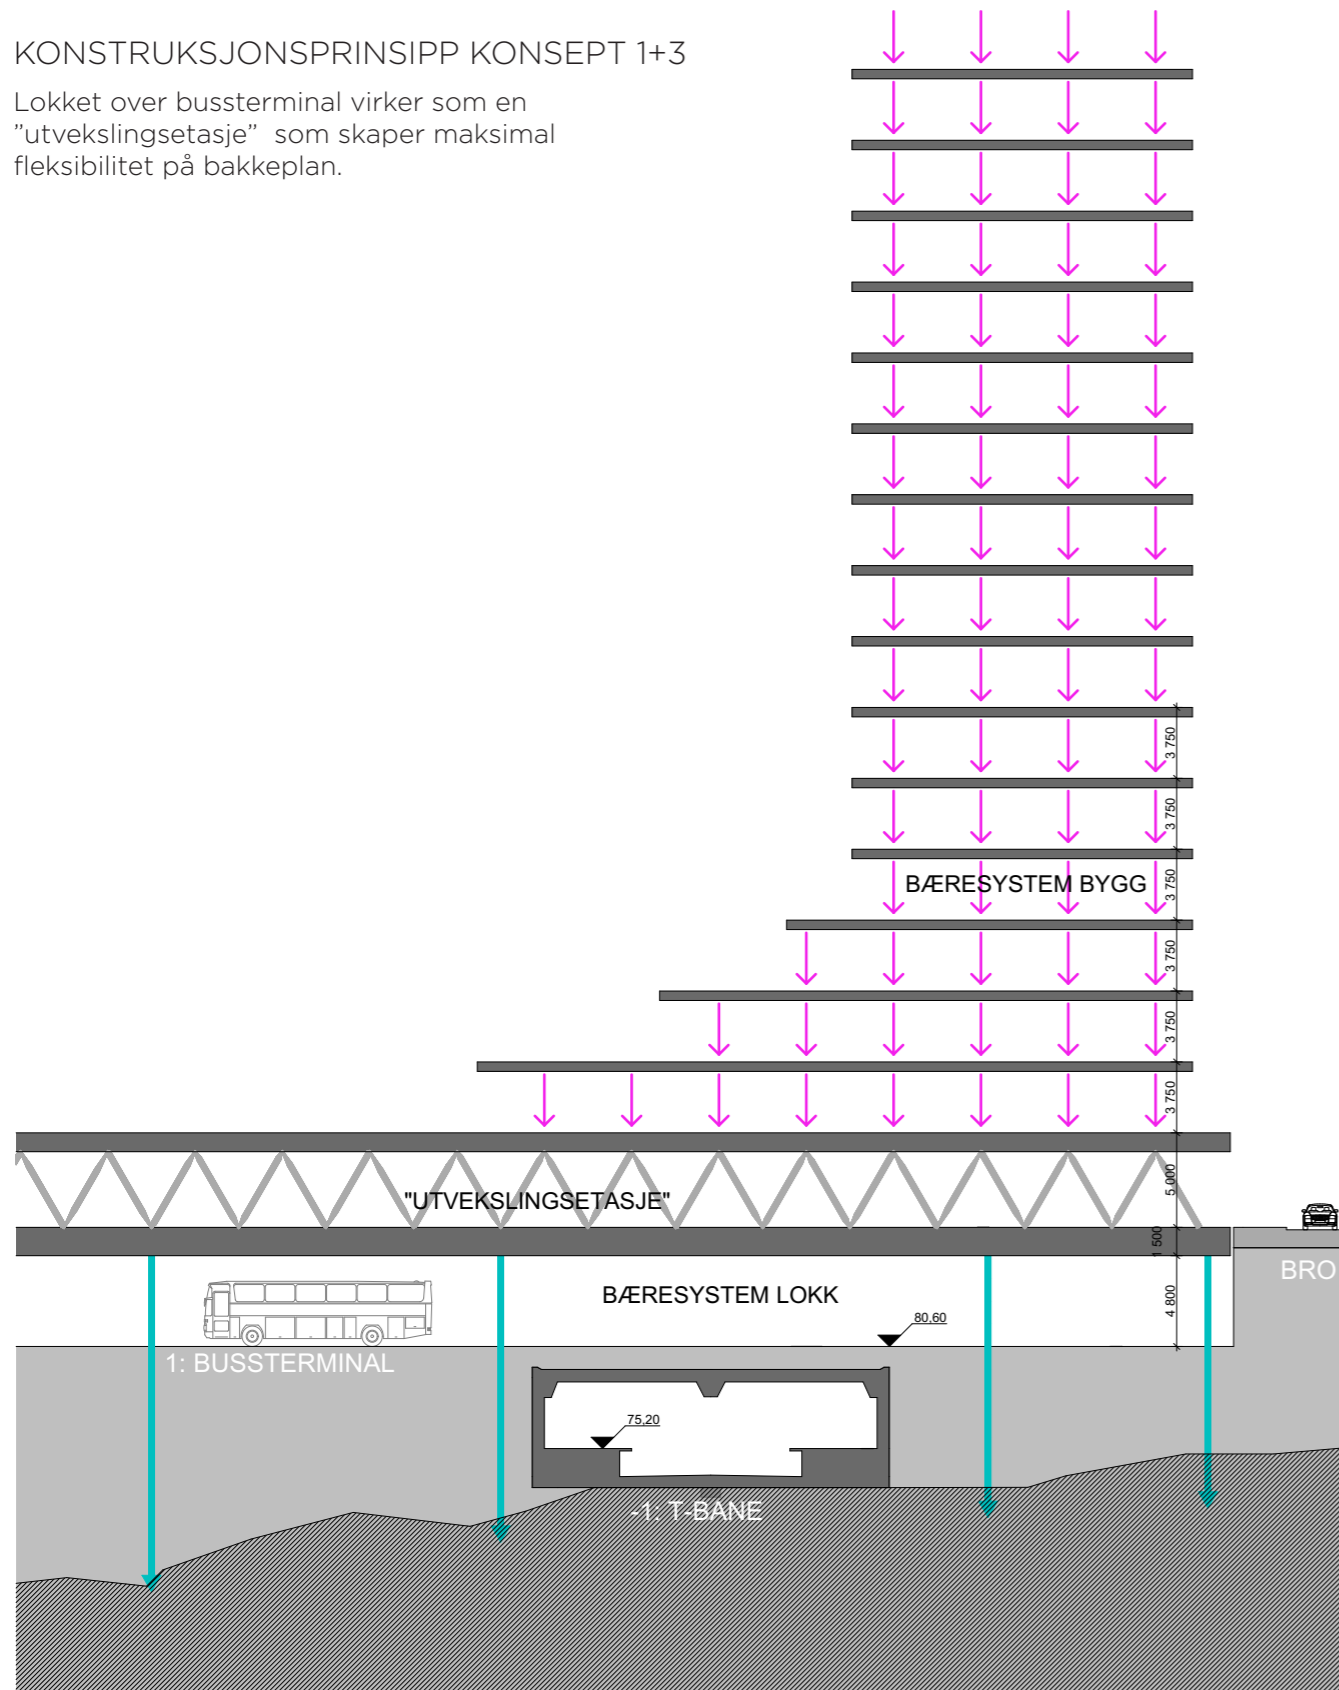 KONSTRUKSJONSPRINSIPP KONSEPT 1+3
Lokket over bussterminal virker som en
”utvekslingsetasje” som skaper maksimal
fleksibilitet på bakkeplan.
3 750
3 750
BÆRESYSTEM BYGG
3 750
3 750
3 750
3 750
"UTVEKSLINGSETASJE"
5 000
1 500
BRO
BÆRESYSTEM LOKK
4 800
80,60
1: BUSSTERMINAL
75,20
-1: T-BANE